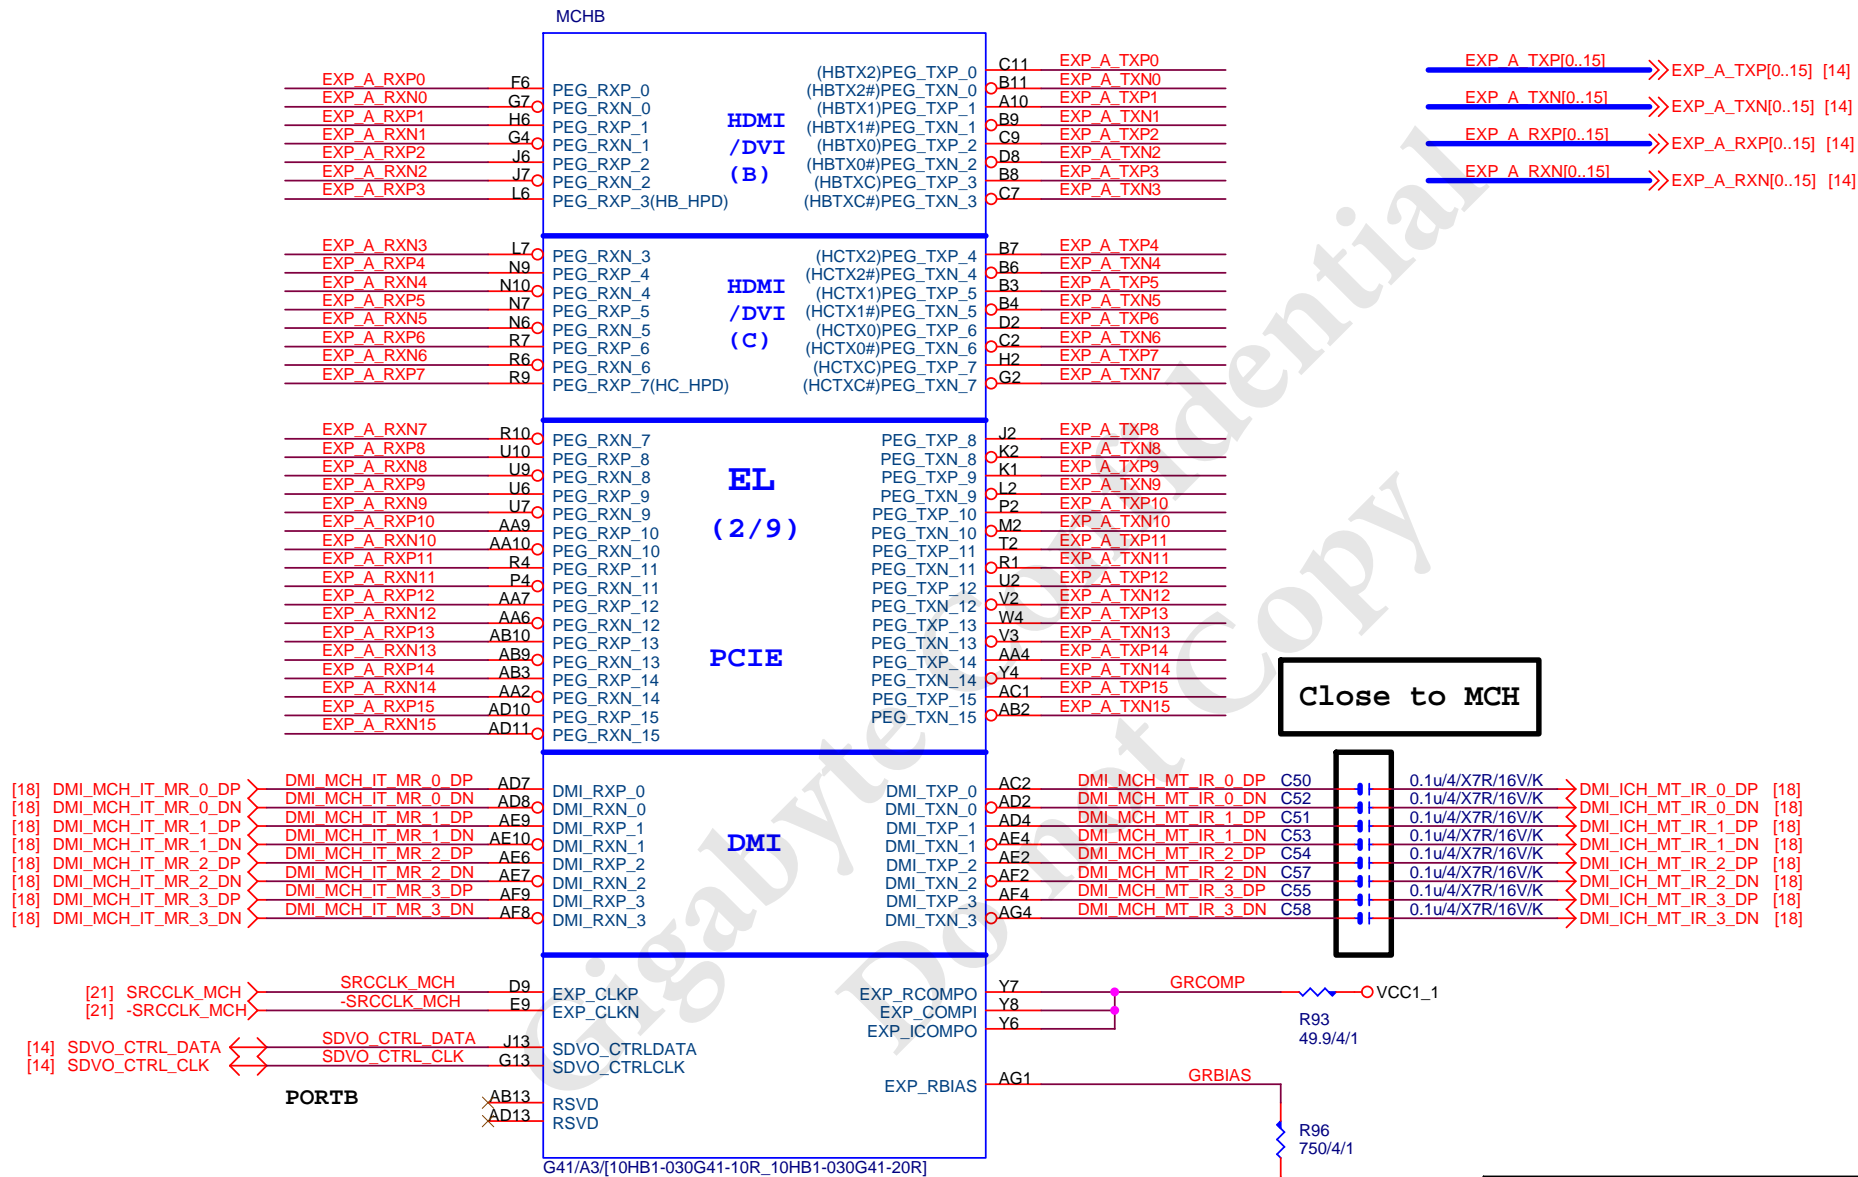 MCHB
EXP_A_RXP0 F6 PEG_RXP_0
EXP_A_RXN0 G7 PEG_RXN_0
EXP_A_RXP1 H6 PEG_RXP_1
EXP_A_RXN1 G4 PEG_RXN_1
EXP_A_RXP2 J6 PEG_RXP_2
EXP_A_RXN2 J7 PEG_RXN_2
EXP_A_RXP3 L6 PEG_RXP_3(HB_HPD)
HDMI
/DVI
(B)
(HBTX2)PEG_TXP_0 C11 EXP_A_TXP0
(HBTX2#)PEG_TXN_0 B11 EXP_A_TXN0
(HBTX1)PEG_TXP_1 A10 EXP_A_TXP1
(HBTX1#)PEG_TXN_1 B9 EXP_A_TXN1
(HBTX0)PEG_TXP_2 C9 EXP_A_TXP2
(HBTX0#)PEG_TXN_2 D8 EXP_A_TXN2
(HBTXC)PEG_TXP_3 B8 EXP_A_TXP3
(HBTXC#)PEG_TXN_3 C7 EXP_A_TXN3
EXP_A_TXP[0..15] EXP_A_TXP[0..15] [14]
EXP_A_TXN[0..15] EXP_A_TXN[0..15] [14]
EXP_A_RXP[0..15] EXP_A_RXP[0..15] [14]
EXP_A_RXN[0..15] EXP_A_RXN[0..15] [14]
EXP_A_RXN3 L7 PEG_RXN_3
EXP_A_RXP4 N9 PEG_RXP_4
EXP_A_RXN4 N10 PEG_RXN_4
EXP_A_RXP5 N7 PEG_RXP_5
EXP_A_RXN5 N6 PEG_RXN_5
EXP_A_RXP6 R7 PEG_RXP_6
EXP_A_RXN6 R6 PEG_RXN_6
EXP_A_RXP7 R9 PEG_RXP_7(HC_HPD)
HDMI
/DVI
(C)
(HCTX2)PEG_TXP_4 B7 EXP_A_TXP4
(HCTX2#)PEG_TXN_4 B6 EXP_A_TXN4
(HCTX1)PEG_TXP_5 B3 EXP_A_TXP5
(HCTX1#)PEG_TXN_5 B4 EXP_A_TXN5
(HCTX0)PEG_TXP_6 D2 EXP_A_TXP6
(HCTX0#)PEG_TXN_6 C2 EXP_A_TXN6
(HCTXC)PEG_TXP_7 H2 EXP_A_TXP7
(HCTXC#)PEG_TXN_7 G2 EXP_A_TXN7
EXP_A_RXN7 R10 PEG_RXN_7
EXP_A_RXP8 U10 PEG_RXP_8
EXP_A_RXN8 U9 PEG_RXN_8
EXP_A_RXP9 U6 PEG_RXP_9
EXP_A_RXN9 U7 PEG_RXN_9
EXP_A_RXP10 AA9 PEG_RXP_10
EXP_A_RXN10 AA10 PEG_RXN_10
EXP_A_RXP11 R4 PEG_RXP_11
EXP_A_RXN11 P4 PEG_RXN_11
EXP_A_RXP12 AA7 PEG_RXP_12
EXP_A_RXN12 AA6 PEG_RXN_12
EXP_A_RXP13 AB10 PEG_RXP_13
EXP_A_RXN13 AB9 PEG_RXN_13
EXP_A_RXP14 AB3 PEG_RXP_14
EXP_A_RXN14 AA2 PEG_RXN_14
EXP_A_RXP15 AD10 PEG_RXP_15
EXP_A_RXN15 AD11 PEG_RXN_15
EL
(2/9)
PCIE
PEG_TXP_8 J2 EXP_A_TXP8
PEG_TXN_8 K2 EXP_A_TXN8
PEG_TXP_9 K1 EXP_A_TXP9
PEG_TXN_9 L2 EXP_A_TXN9
PEG_TXP_10 P2 EXP_A_TXP10
PEG_TXN_10 M2 EXP_A_TXN10
PEG_TXP_11 T2 EXP_A_TXP11
PEG_TXN_11 R1 EXP_A_TXN11
PEG_TXP_12 U2 EXP_A_TXP12
PEG_TXN_12 V2 EXP_A_TXN12
PEG_TXP_13 W4 EXP_A_TXP13
PEG_TXN_13 V3 EXP_A_TXN13
PEG_TXP_14 AA4 EXP_A_TXP14
PEG_TXN_14 Y4 EXP_A_TXN14
PEG_TXP_15 AC1 EXP_A_TXP15
PEG_TXN_15 AB2 EXP_A_TXN15
Close to MCH
[18] DMI_MCH_IT_MR_0_DP DMI_MCH_IT_MR_0_DP AD7 DMI_RXP_0
[18] DMI_MCH_IT_MR_0_DN DMI_MCH_IT_MR_0_DN AD8 DMI_RXN_0
[18] DMI_MCH_IT_MR_1_DP DMI_MCH_IT_MR_1_DP AE9 DMI_RXP_1
[18] DMI_MCH_IT_MR_1_DN DMI_MCH_IT_MR_1_DN AE10 DMI_RXN_1
[18] DMI_MCH_IT_MR_2_DP DMI_MCH_IT_MR_2_DP AE6 DMI_RXP_2
[18] DMI_MCH_IT_MR_2_DN DMI_MCH_IT_MR_2_DN AE7 DMI_RXN_2
[18] DMI_MCH_IT_MR_3_DP DMI_MCH_IT_MR_3_DP AF9 DMI_RXP_3
[18] DMI_MCH_IT_MR_3_DN DMI_MCH_IT_MR_3_DN AF8 DMI_RXN_3
DMI
DMI_TXP_0 AC2 DMI_MCH_MT_IR_0_DP C50 0.1u/4/X7R/16V/K DMI_ICH_MT_IR_0_DP [18]
DMI_TXN_0 AD2 DMI_MCH_MT_IR_0_DN C52 0.1u/4/X7R/16V/K DMI_ICH_MT_IR_0_DN [18]
DMI_TXP_1 AD4 DMI_MCH_MT_IR_1_DP C51 0.1u/4/X7R/16V/K DMI_ICH_MT_IR_1_DP [18]
DMI_TXN_1 AE4 DMI_MCH_MT_IR_1_DN C53 0.1u/4/X7R/16V/K DMI_ICH_MT_IR_1_DN [18]
DMI_TXP_2 AE2 DMI_MCH_MT_IR_2_DP C54 0.1u/4/X7R/16V/K DMI_ICH_MT_IR_2_DP [18]
DMI_TXN_2 AF2 DMI_MCH_MT_IR_2_DN C57 0.1u/4/X7R/16V/K DMI_ICH_MT_IR_2_DN [18]
DMI_TXP_3 AF4 DMI_MCH_MT_IR_3_DP C55 0.1u/4/X7R/16V/K DMI_ICH_MT_IR_3_DP [18]
DMI_TXN_3 AG4 DMI_MCH_MT_IR_3_DN C58 0.1u/4/X7R/16V/K DMI_ICH_MT_IR_3_DN [18]
[21] SRCCLK_MCH SRCCLK_MCH D9 EXP_CLKP
[21] -SRCCLK_MCH -SRCCLK_MCH E9 EXP_CLKN
[14] SDVO_CTRL_DATA SDVO_CTRL_DATA J13 SDVO_CTRLDATA
[14] SDVO_CTRL_CLK SDVO_CTRL_CLK G13 SDVO_CTRLCLK
PORTB
AB13 RSVD
AD13 RSVD
EXP_RCOMPO Y7 GRCOMP VCC1_1
EXP_COMPI Y8
EXP_ICOMPO Y6
R93
49.9/4/1
EXP_RBIAS AG1 GRBIAS
R96
750/4/1
G41/A3/[10HB1-030G41-10R_10HB1-030G41-20R]
Gigabyte Confidential
Do not Copy